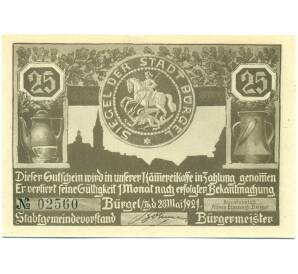 SIEGEL DER STADT BÜRGEL
25 25
Dieser Gutschein wird in unserer Kämmereikasse in Zahlung genommen
Er verliert seine Gültigkeit 1 Monat nach erfolgter Bekanntmachung
№ 02560 Bürgel, d. 28 Mai 1921.
Stadtgemeindevorstand Bürgermeister